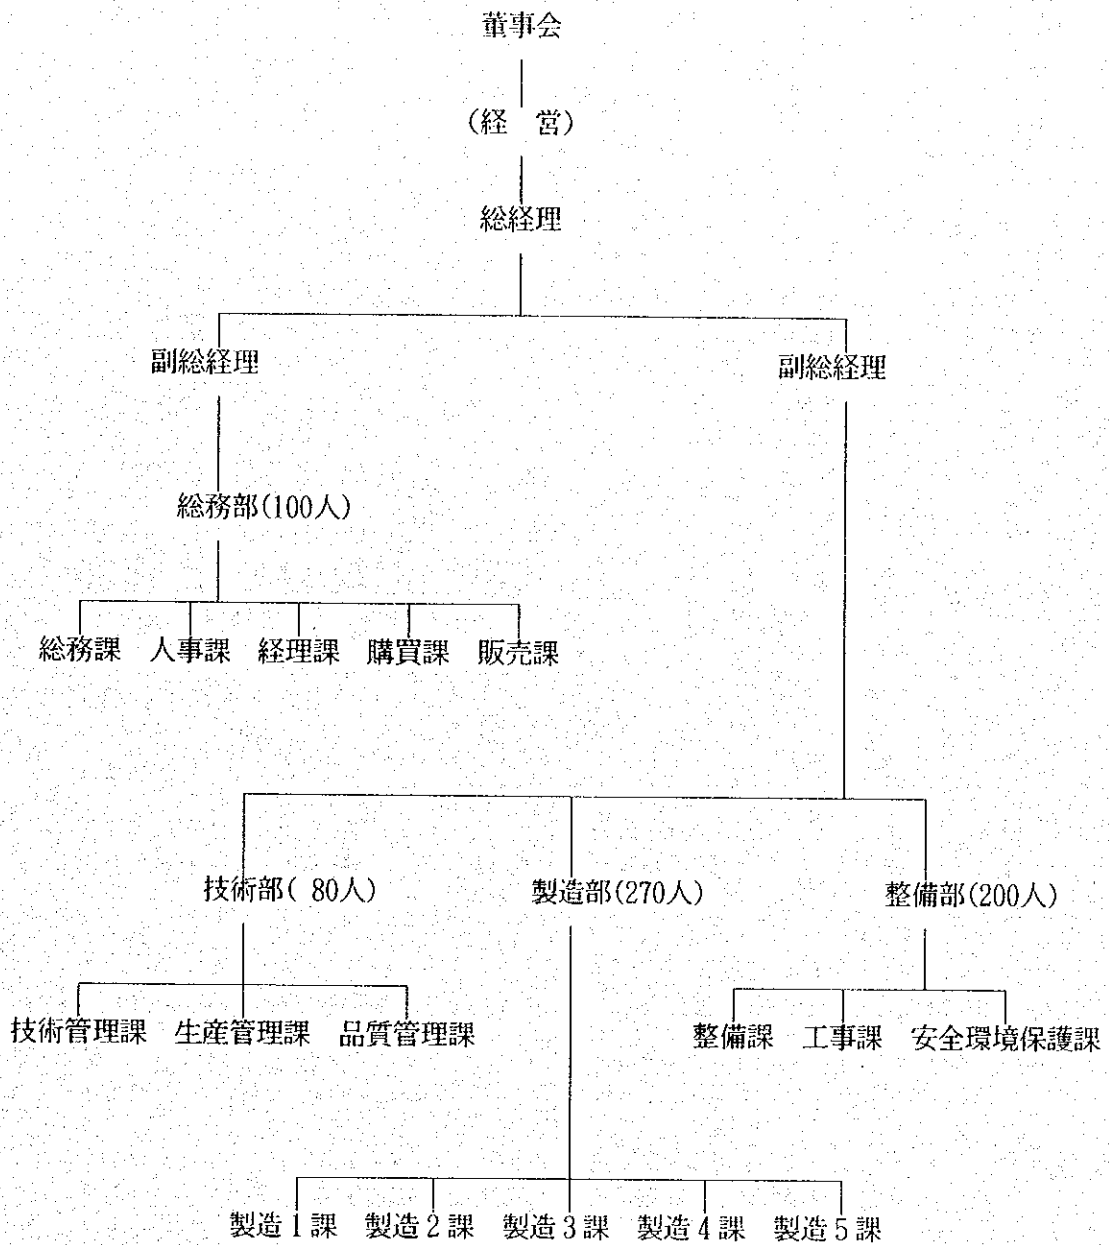 董事会
(経　営)
総経理
副総経理
副総経理
総務部(100人)
総務課 人事課 経理課 購買課 販売課
技術部( 80人) 製造部(270人) 整備部(200人)
技術管理課 生産管理課 品質管理課 整備課 工事課 安全環境保護課
製造1課 製造2課 製造3課 製造4課 製造5課